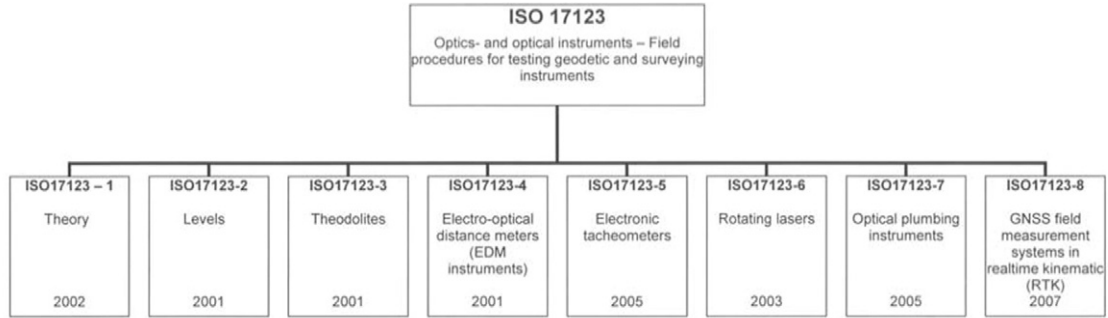 ISO 17123
Optics- and optical instruments – Field
procedures for testing geodetic and surveying
instruments
ISO17123 – 1
Theory
2002
ISO17123-2
Levels
2001
ISO17123-3
Theodolites
2001
ISO17123-4
Electro-optical
distance meters
(EDM
instruments)
2001
ISO17123-5
Electronic
tacheometers
2005
ISO17123-6
Rotating lasers
2003
ISO17123-7
Optical plumbing
instruments
2005
ISO17123-8
GNSS field
measurement
systems in
realtime kinematic
(RTK)
2007